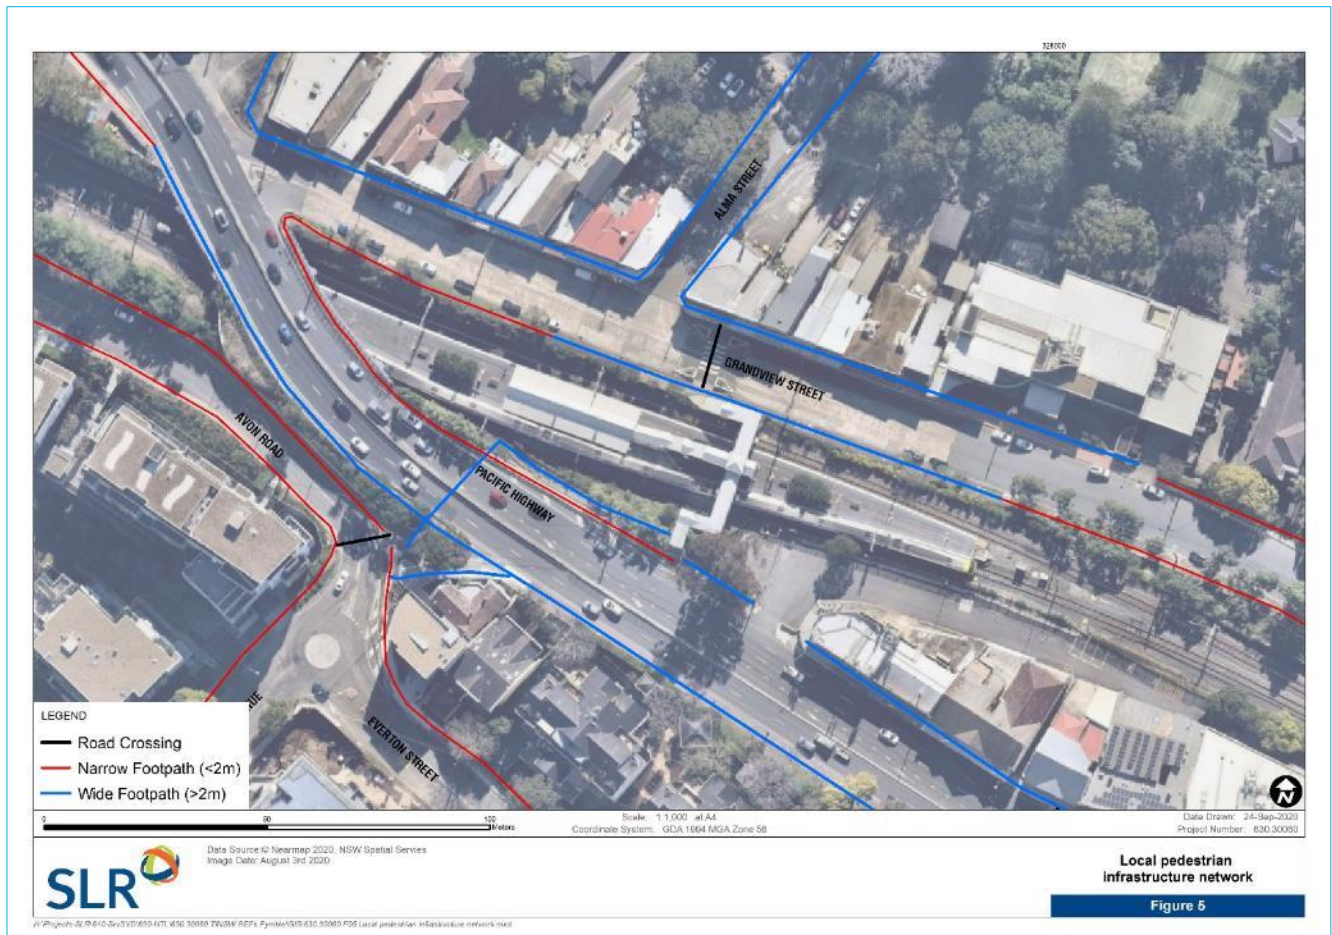 328000
ALMA STREET
GRANDVIEW STREET
AVON ROAD
PACIFIC HIGHWAY
EVERTON STREET
LEGEND
Road Crossing
Narrow Footpath (<2m)
Wide Footpath (>2m)
0 50 100
Meters
Scale: 1:1,000 at A4
Coordinate System: GDA 1994 MGA Zone 56
Date Drawn: 24-Sep-2020
Project Number: 630.30060
N
Data Source: © Nearmap 2020, NSW Spatial Servies
Image Date: August 3rd 2020
SLR
Local pedestrian
infrastructure network
Figure 5